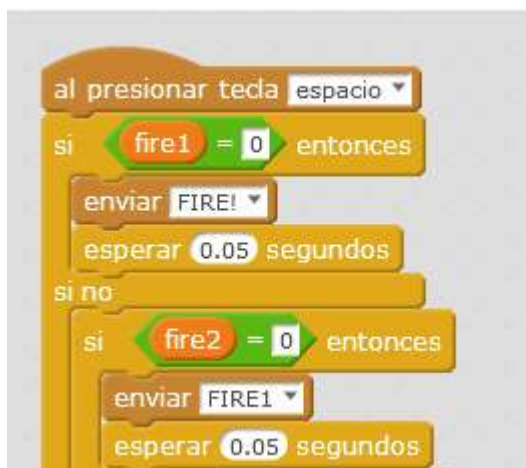 al presionar tecla espacio
si fire1 = 0 entonces
enviar FIRE!
esperar 0.05 segundos
si no
si fire2 = 0 entonces
enviar FIRE1
esperar 0.05 segundos